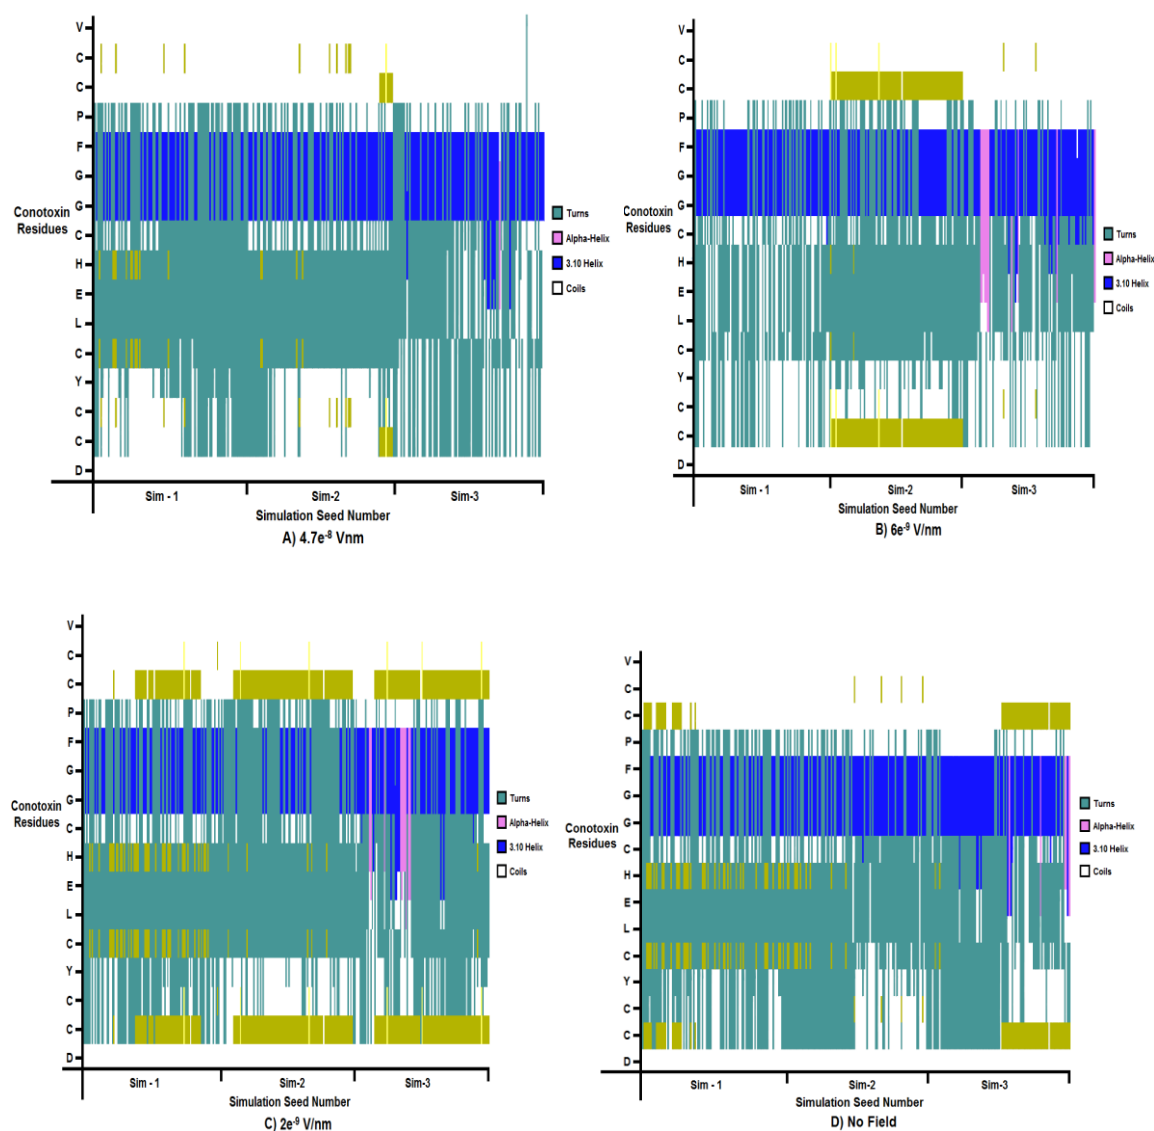 V
C
C
P
F
G
G
C
H
E
L
C
Y
C
C
D
Conotoxin
Residues
Turns
Alpha-Helix
3.10 Helix
Coils
Sim - 1
Sim-2
Sim-3
Simulation Seed Number
A) 4.7e-8 Vnm
V
C
C
P
F
G
G
C
H
E
L
C
Y
C
C
D
Conotoxin
Residues
Turns
Alpha-Helix
3.10 Helix
Coils
Sim - 1
Sim-2
Sim-3
Simulation Seed Number
B) 6e-9 V/nm
V
C
C
P
F
G
G
C
H
E
L
C
Y
C
C
D
Conotoxin
Residues
Turns
Alpha-Helix
3.10 Helix
Coils
Sim - 1
Sim-2
Sim-3
Simulation Seed Number
C) 2e-9 V/nm
V
C
C
P
F
G
G
C
H
E
L
C
Y
C
C
D
Conotoxin
Residues
Turns
Alpha-Helix
3.10 Helix
Coils
Sim - 1
Sim-2
Sim-3
Simulation Seed Number
D) No Field